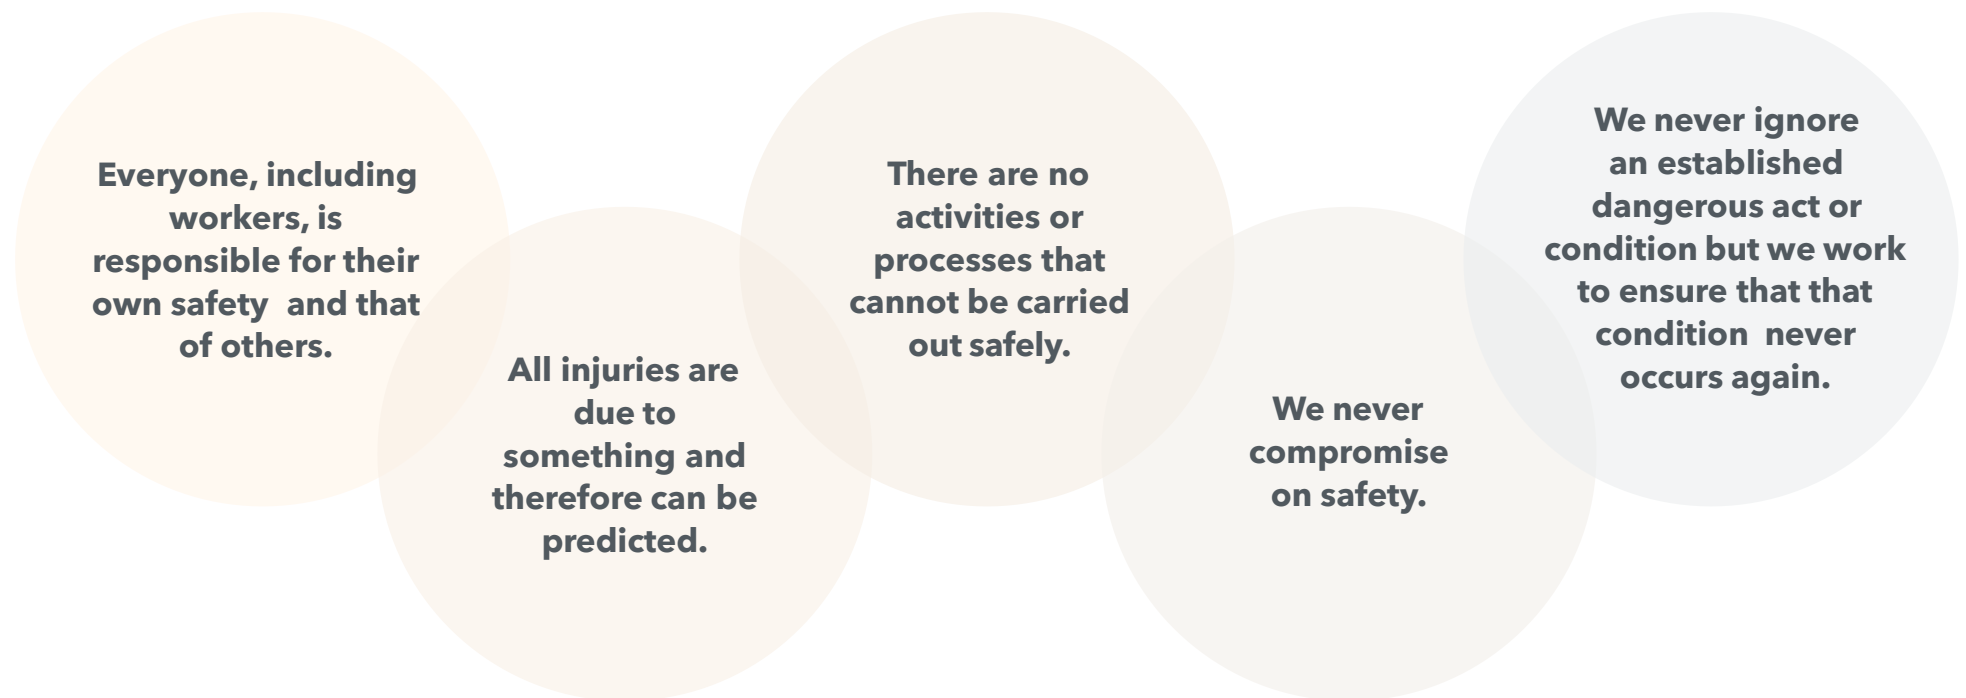 Everyone, including
workers, is
responsible for their
own safety  and that
of others.
All injuries are
due to
something and
therefore can be
predicted.
There are no
activities or
processes that
cannot be carried
out safely.
We never
compromise
on safety.
We never ignore
an established
dangerous act or
condition but we work
to ensure that that
condition  never
occurs again.